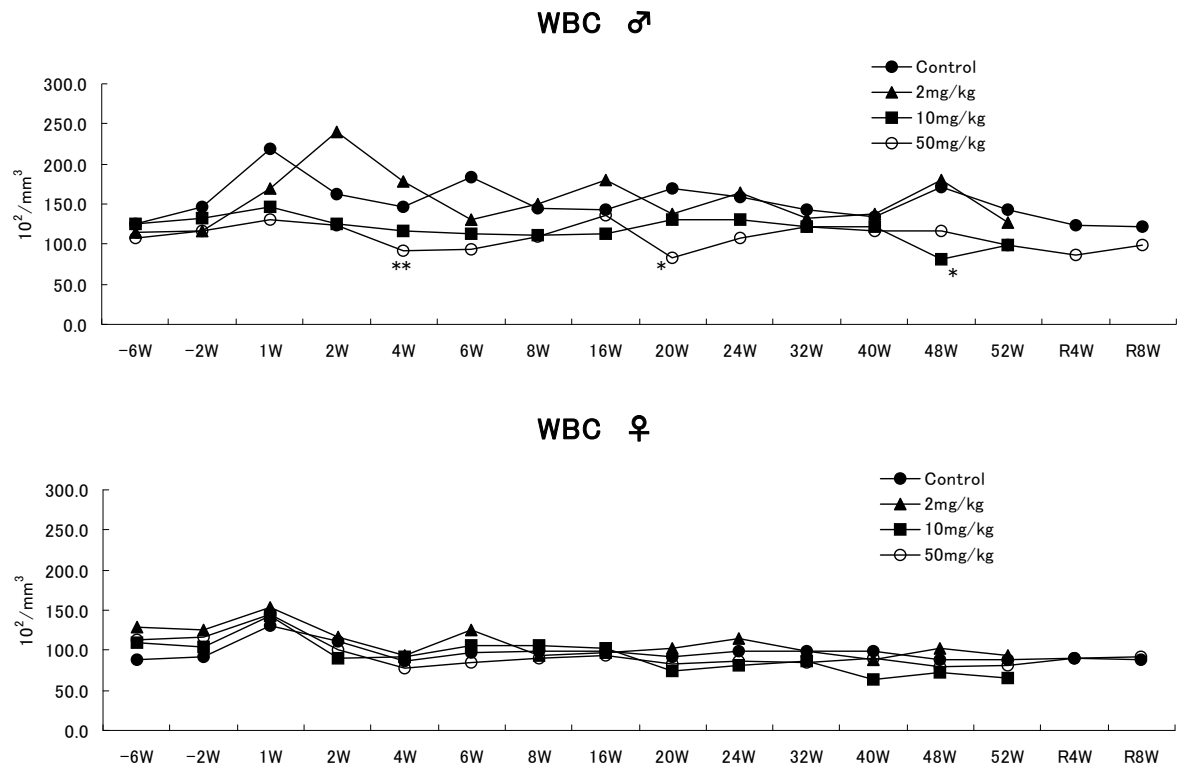 WBC ♂
Control
2mg/kg
10mg/kg
50mg/kg
10²/mm³
300.0
250.0
200.0
150.0
100.0
50.0
0.0
**
*
*
-6W -2W 1W 2W 4W 6W 8W 16W 20W 24W 32W 40W 48W 52W R4W R8W
WBC ♀
Control
2mg/kg
10mg/kg
50mg/kg
10²/mm³
300.0
250.0
200.0
150.0
100.0
50.0
0.0
-6W -2W 1W 2W 4W 6W 8W 16W 20W 24W 32W 40W 48W 52W R4W R8W